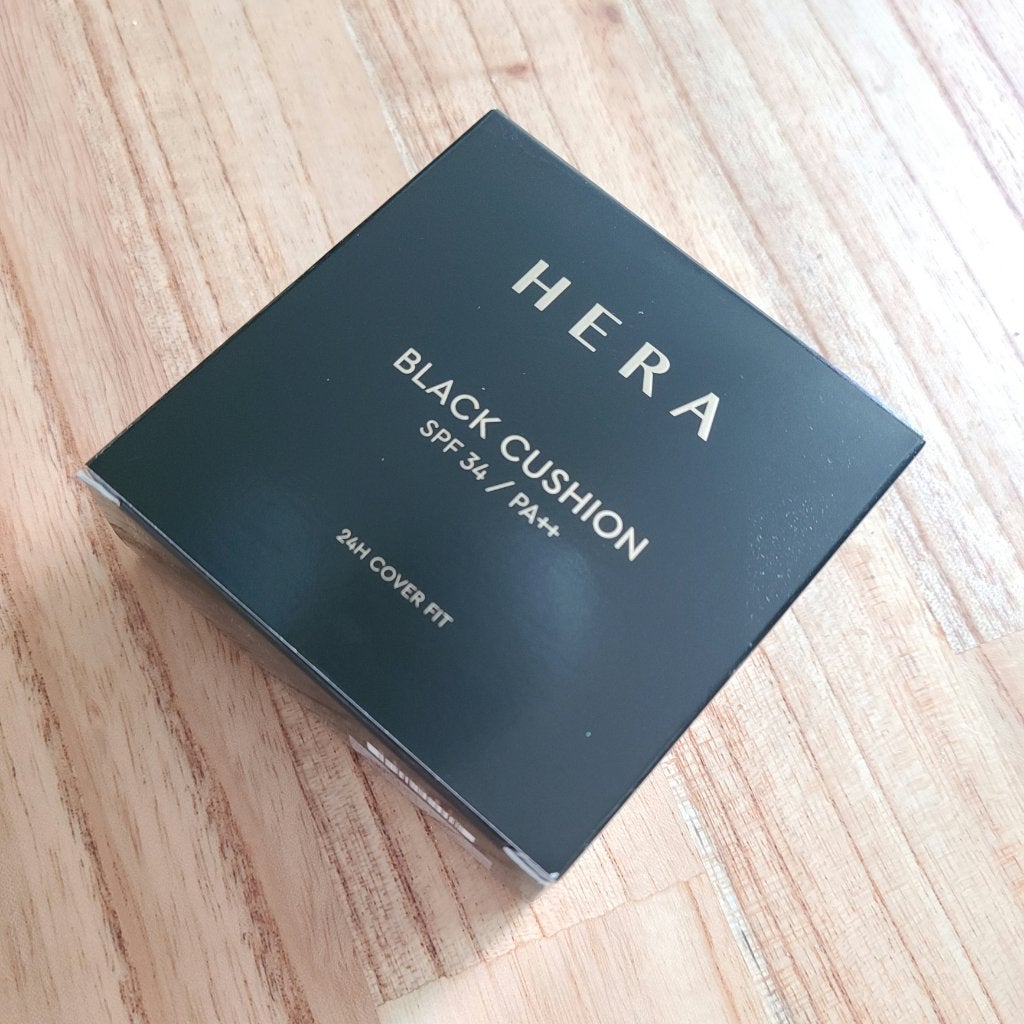 HERA
BLACK CUSHION
SPF 34 / PA++
24H COVER FIT